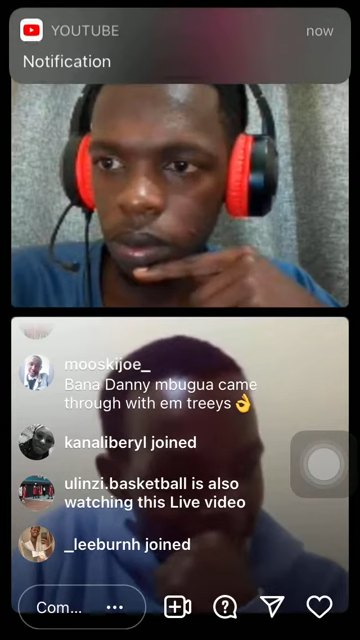 YOUTUBE now
Notification
mooskijoe_
Bana Danny mbugua came
through with em treeys👌
kanaliberyl joined
ulinzi.basketball is also
watching this Live video
_leeburnh joined
Com...